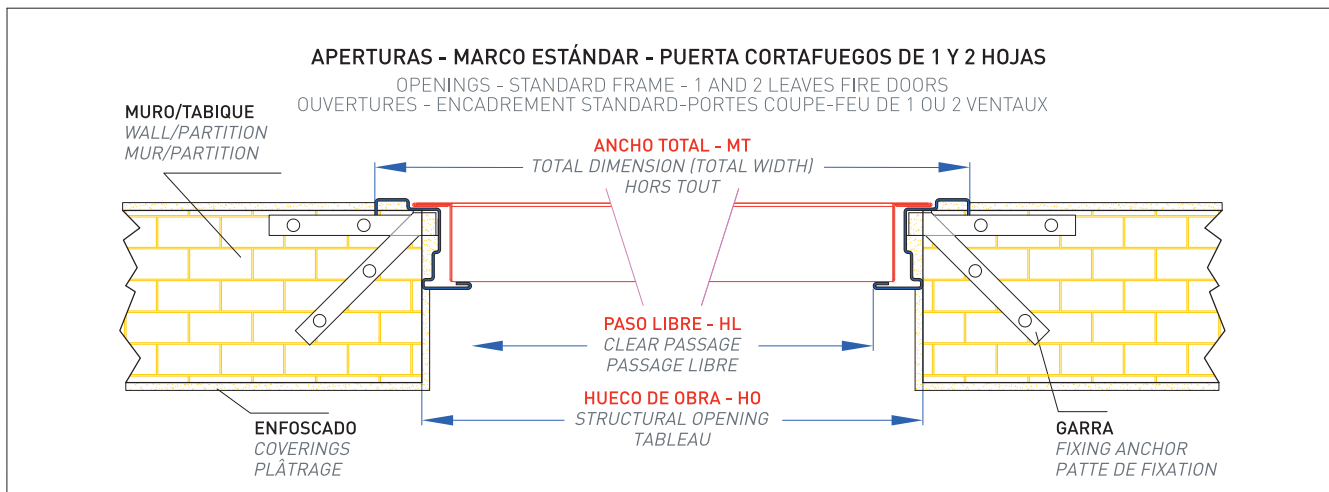 APERTURAS - MARCO ESTÁNDAR - PUERTA CORTAFUEGOS DE 1 Y 2 HOJAS
OPENINGS - STANDARD FRAME - 1 AND 2 LEAVES FIRE DOORS
OUVERTURES - ENCADREMENT STANDARD-PORTES COUPE-FEU DE 1 OU 2 VENTAUX
MURO/TABIQUE
WALL/PARTITION
MUR/PARTITION
ANCHO TOTAL - MT
TOTAL DIMENSION (TOTAL WIDTH)
HORS TOUT
PASO LIBRE - HL
CLEAR PASSAGE
PASSAGE LIBRE
HUECO DE OBRA - HO
STRUCTURAL OPENING
TABLEAU
ENFOSCADO
COVERINGS
PLÂTRAGE
GARRA
FIXING ANCHOR
PATTE DE FIXATION